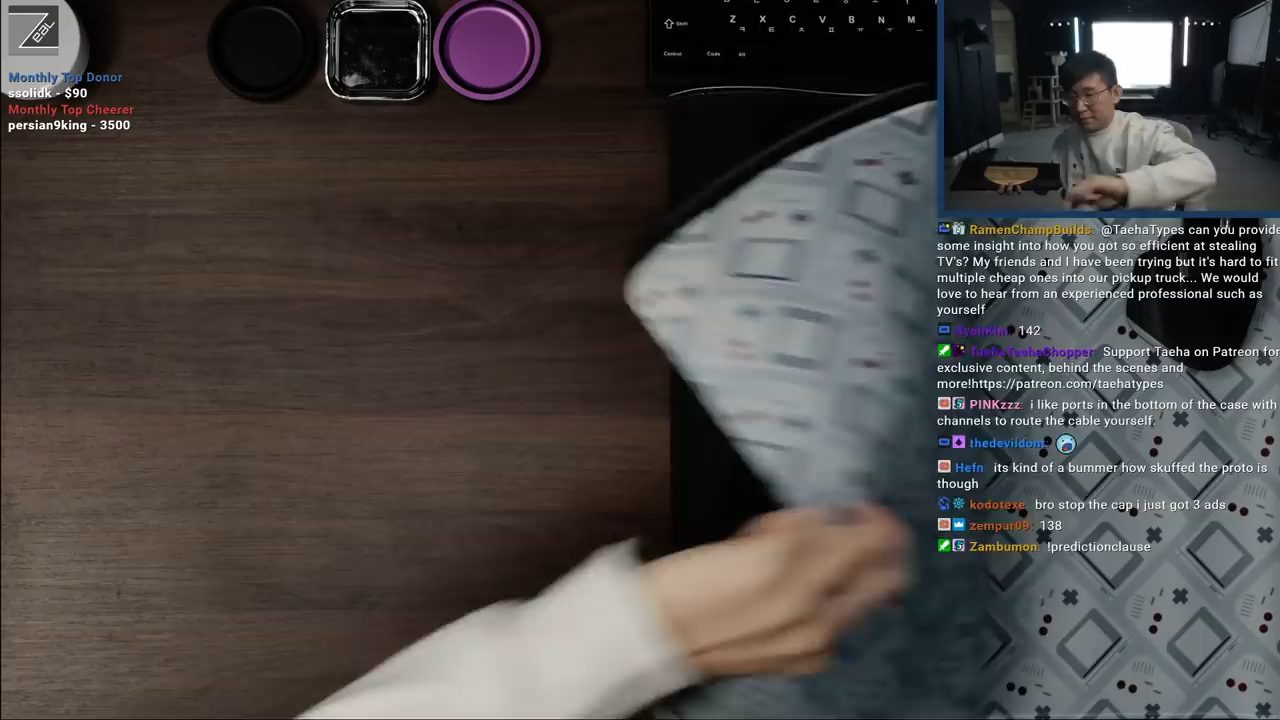 Monthly Top Donor
ssolidk - $90
Monthly Top Cheerer
persian9king - 3500
Shift
Z X C V B N M
ㅋ ㅌ ㅊ ㅍ ㅠ ㅜ ㅡ
Control Code Alt
RamenChampBuilds: @TaehaTypes can you provide
some insight into how you got so efficient at stealing
TV's? My friends and I have been trying but it's hard to fit
multiple cheap ones into our pickup truck... We would
love to hear from an experienced professional such as
yourself
142
TaehaTaehaChopper: Support Taeha on Patreon for
exclusive content, behind the scenes and
more!https://patreon.com/taehatypes
PINKzzz: i like ports in the bottom of the case with
channels to route the cable yourself.
thedevildont:
Hefn: its kind of a bummer how skuffed the proto is
though
kodotexe: bro stop the cap i just got 3 ads
zempar09: 138
Zambumon: !predictionclause